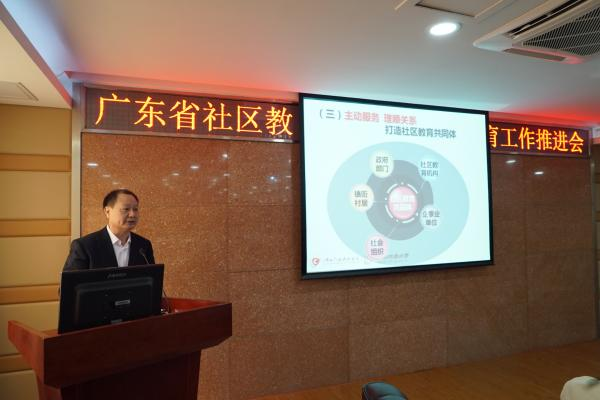 广东省社区教
育工作推进会
（三）主动服务 理顺关系
打造社区教育共同体
政府
部门
社区教
育机构
镇街
村居
企事业
单位
社会
组织